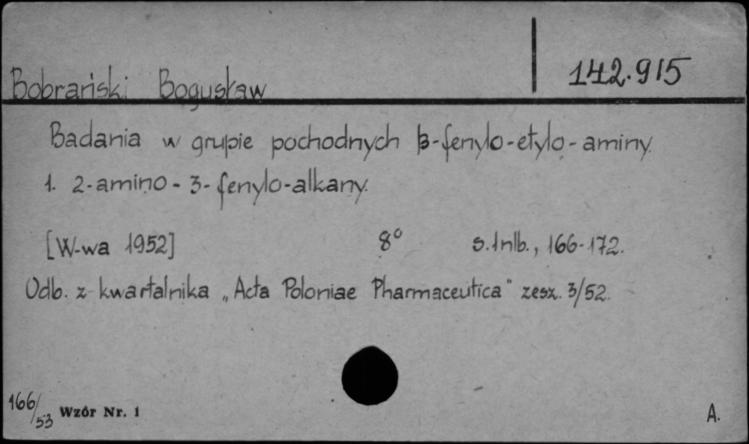 142.915
Bobrański Bogusław
Badania w grupie pochodnych β-fenylo-etylo-aminy.
1. 2-amino-3-fenylo-alkany.
[W-wa 1952] 8° s.1nlb., 166-172.
Odb. z kwartalnika „Acta Poloniae Pharmaceutica" zesz. 3/52.
166/53 Wzór Nr. 1 A.